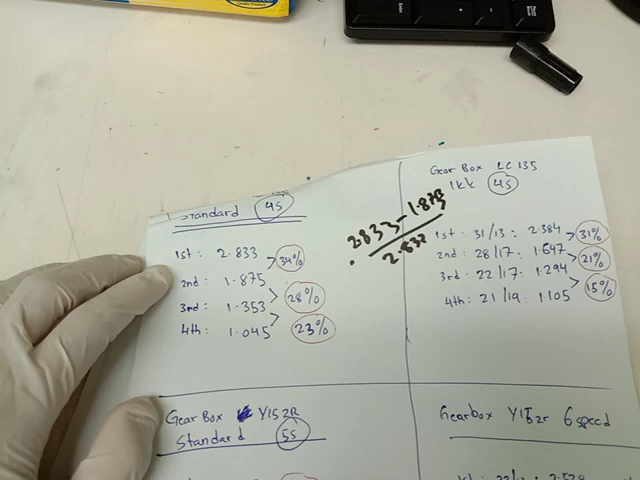 Standard 4S
1st: 2.833
34%
2nd: 1.875
28%
3rd: 1.353
23%
4th: 1.045
2833-1.875
2.833
Gear Box LC 135
1kk 4S
1st: 31/13: 2.384
31%
2nd: 28/17: 1.647
21%
3rd: 22/17: 1.294
15%
4th: 21/19: 1.105
Gear Box Y15ZR
Standard 5S
Gearbox Y15zr 6 speed